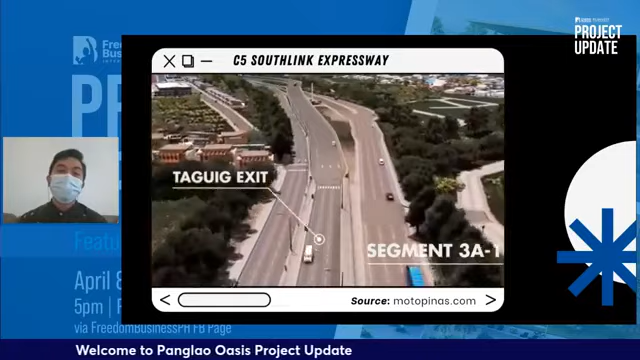 PROJECT
UPDATE
C5 SOUTHLINK EXPRESSWAY
TAGUIG EXIT
SEGMENT 3A-1
Source: motopinas.com
April 8
5pm |
via FreedomBusinessPH FB Page
Welcome to Panglao Oasis Project Update